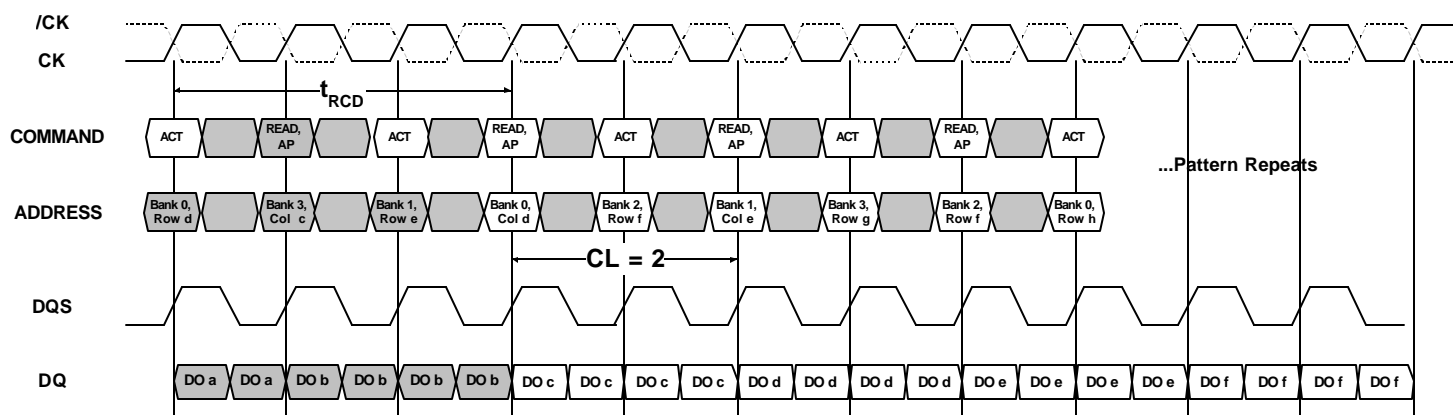 /CK
CK
tRCD
COMMAND
ACT
READ,
AP
ACT
READ,
AP
ACT
READ,
AP
ACT
READ,
AP
ACT
...Pattern Repeats
ADDRESS
Bank 0,
Row d
Bank 3,
Col c
Bank 1,
Row e
Bank 0,
Col d
Bank 2,
Row f
Bank 1,
Col e
Bank 3,
Row g
Bank 2,
Row f
Bank 0,
Row h
CL = 2
DQS
DQ
DO a DO a DO b DO b DO b DO b DO c DO c DO c DO c DO d DO d DO d DO d DO e DO e DO e DO e DO f DO f DO f DO f